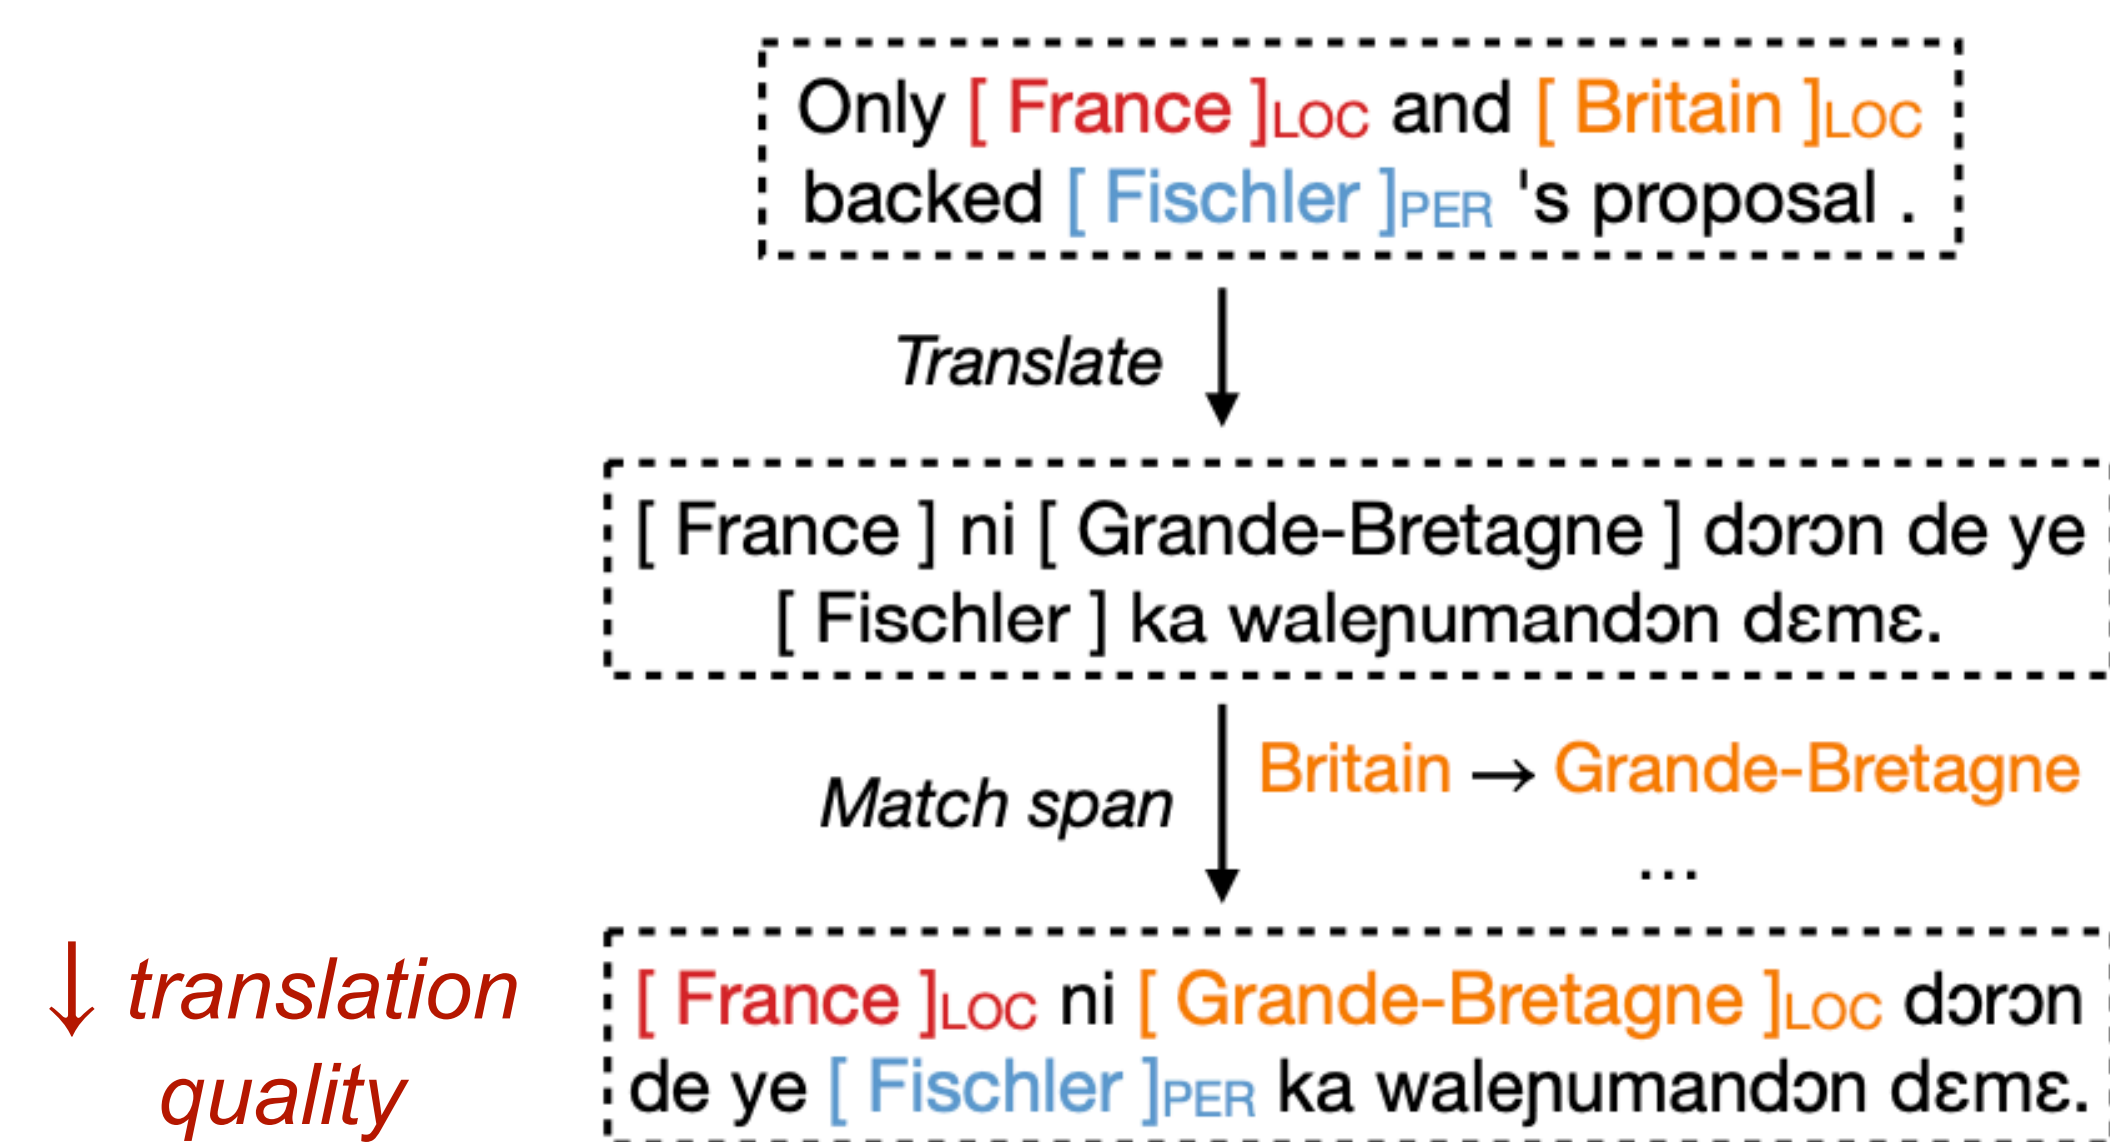 Only [ France ]LOC and [ Britain ]LOC
backed [ Fischler ]PER 's proposal .
Translate
[ France ] ni [ Grande-Bretagne ] dɔrɔn de ye
[ Fischler ] ka waleɲumandɔn dɛmɛ.
Match span
Britain → Grande-Bretagne
...
↓ translation
quality
[ France ]LOC ni [ Grande-Bretagne ]LOC dɔrɔn
de ye [ Fischler ]PER ka waleɲumandɔn dɛmɛ.